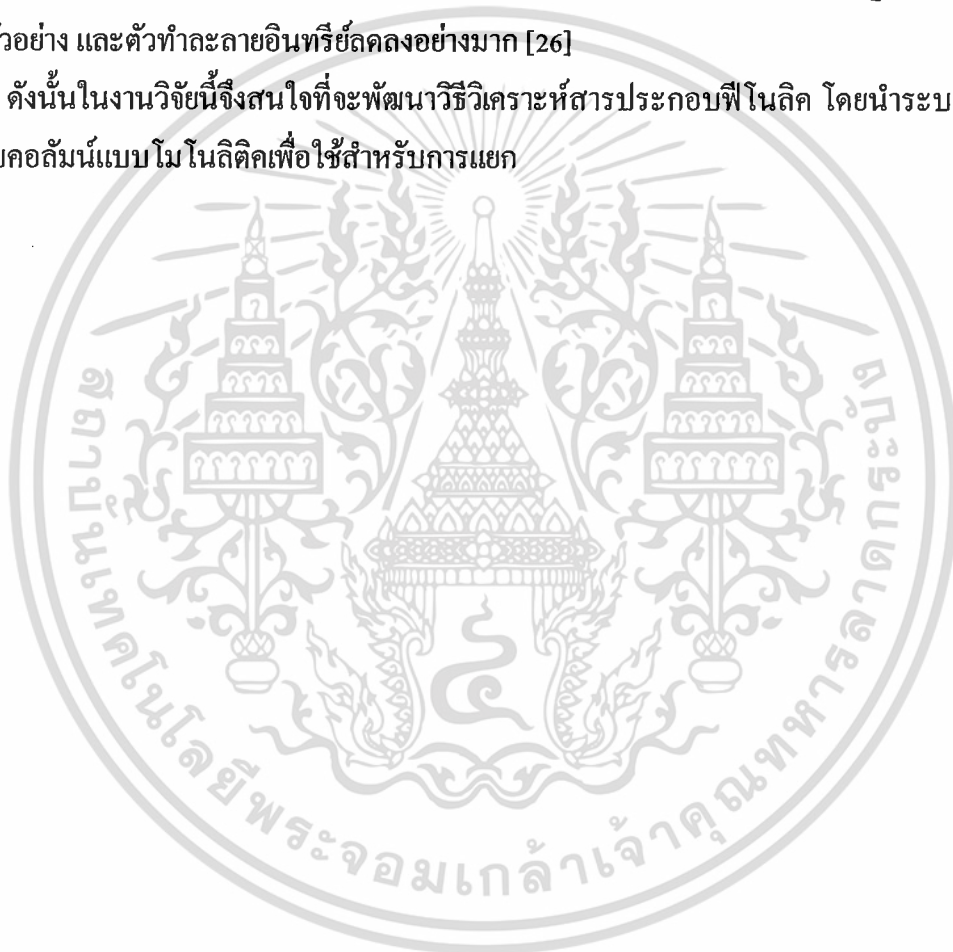 ตัวอย่าง และตัวทำละลายอินทรีย์ลดลงอย่างมาก [26]
ดังนั้นในงานวิจัยนี้จึงสนใจที่จะพัฒนาวิธีวิเคราะห์สารประกอบฟีโนลิค โดยนำระบ
บคอลัมน์แบบโมโนลิติคเพื่อใช้สำหรับการแยก
สถาบันเทคโนโลยีพระจอมเกล้าเจ้าคุณทหารลาดกระบัง